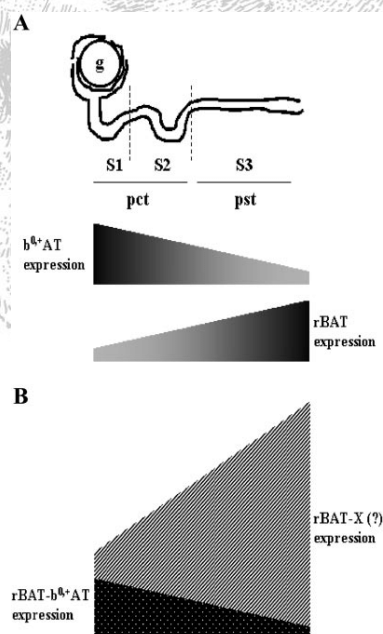 A
g
S1 S2 S3
pct pst
b⁰,⁺AT
expression
rBAT
expression
B
rBAT-X (?)
expression
rBAT-b⁰,⁺AT
expression